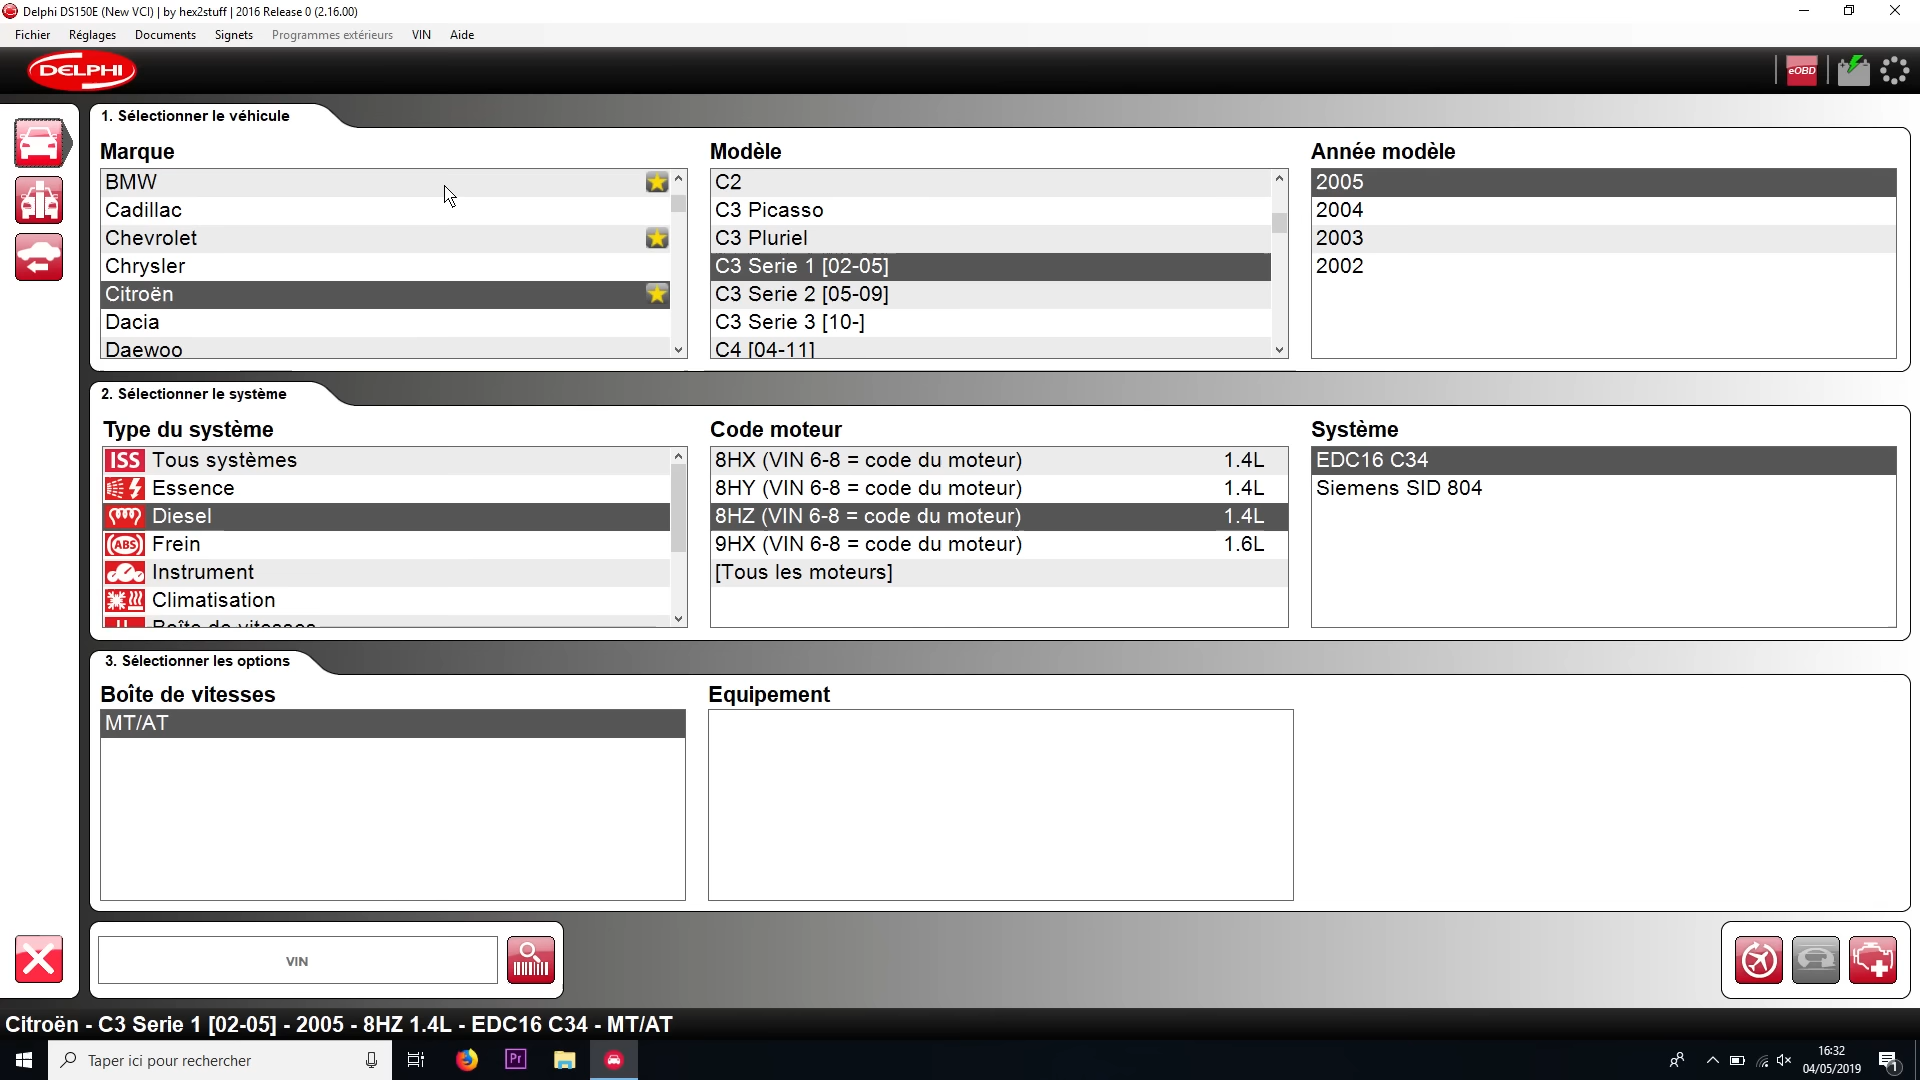 Delphi DS150E (New VCI) | by hex2stuff | 2016 Release 0 (2.16.00)
Fichier Réglages Documents Signets Programmes extérieurs VIN Aide
DELPHI
eOBD
1. Sélectionner le véhicule
Marque
BMW
Cadillac
Chevrolet
Chrysler
Citroën
Dacia
Daewoo
Modèle
C2
C3 Picasso
C3 Pluriel
C3 Serie 1 [02-05]
C3 Serie 2 [05-09]
C3 Serie 3 [10-]
C4 [04-11]
Année modèle
2005
2004
2003
2002
2. Sélectionner le système
Type du système
ISS Tous systèmes
Essence
Diesel
ABS Frein
Instrument
Climatisation
Boîte de vitesses
Code moteur
8HX (VIN 6-8 = code du moteur) 1.4L
8HY (VIN 6-8 = code du moteur) 1.4L
8HZ (VIN 6-8 = code du moteur) 1.4L
9HX (VIN 6-8 = code du moteur) 1.6L
[Tous les moteurs]
Système
EDC16 C34
Siemens SID 804
3. Sélectionner les options
Boîte de vitesses
MT/AT
Equipement
VIN
Citroën - C3 Serie 1 [02-05] - 2005 - 8HZ 1.4L - EDC16 C34 - MT/AT
Taper ici pour rechercher
Pr
16:32
04/05/2019
1